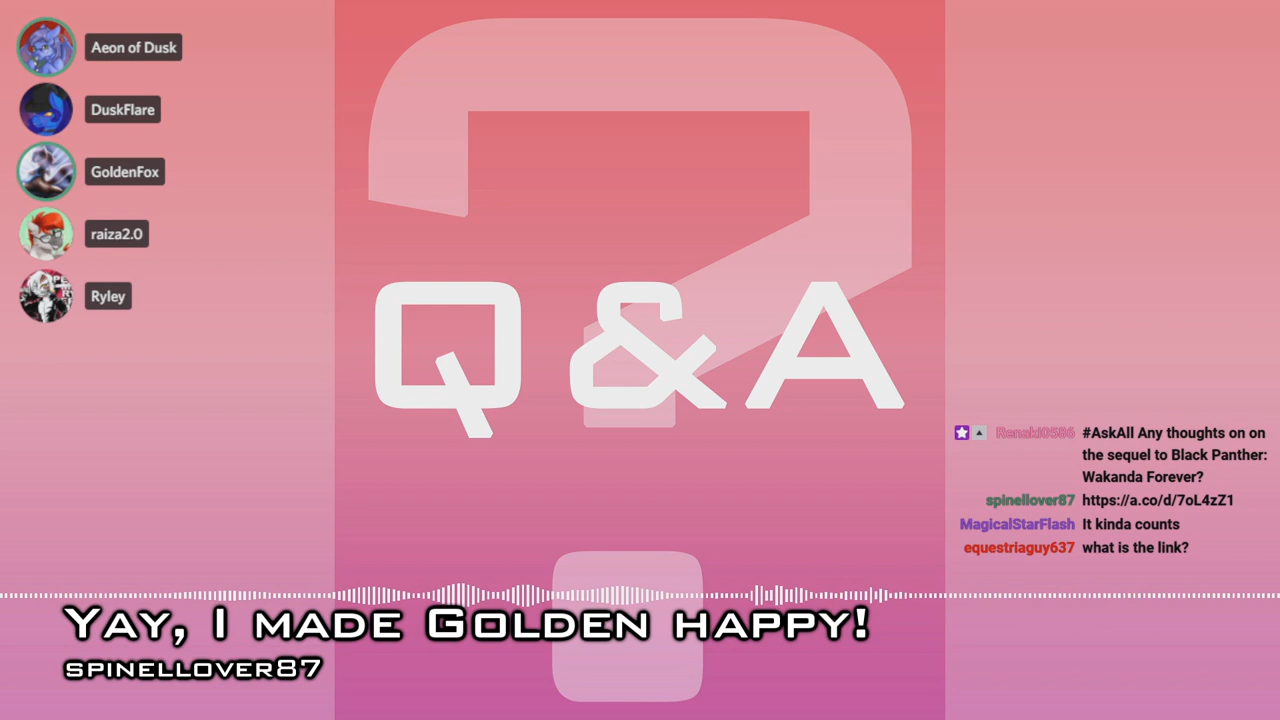 Aeon of Dusk
DuskFlare
GoldenFox
raiza2.0
Ryley
Q & A
Renaki0586 #AskAll Any thoughts on on
the sequel to Black Panther:
Wakanda Forever?
spinellover87 https://a.co/d/7oL4zZ1
MagicalStarFlash It kinda counts
equestriaguy637 what is the link?
Yay, I made Golden happy!
spinellover87